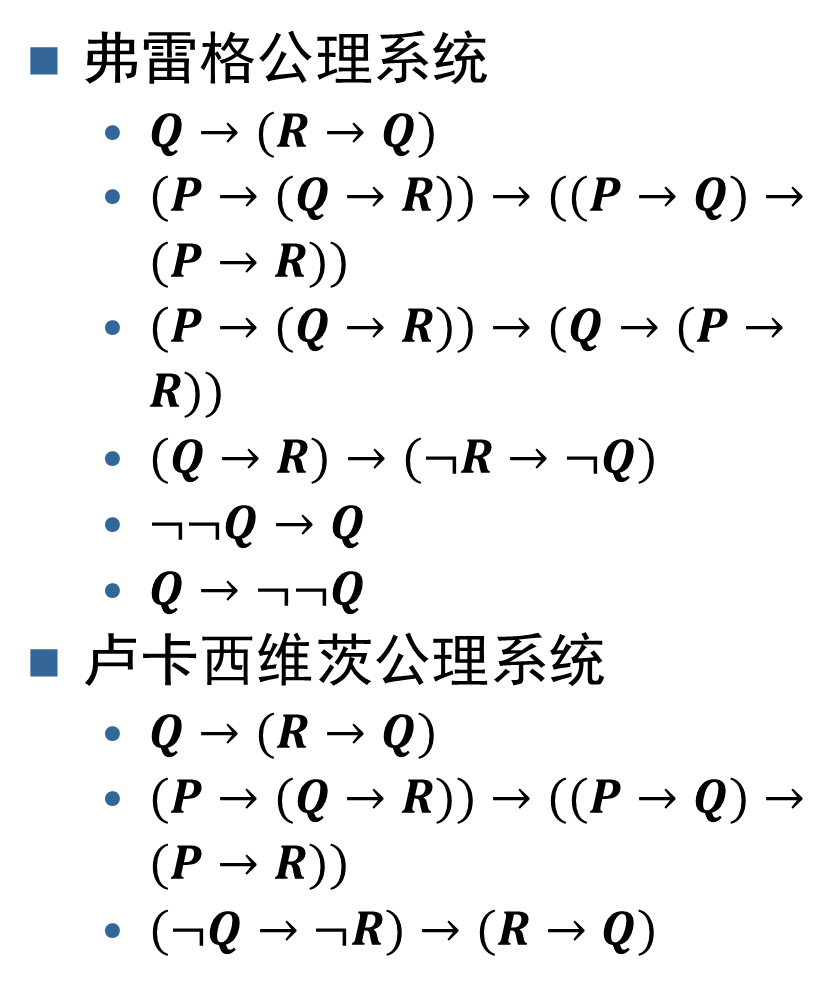 弗雷格公理系统
Q → (R → Q)
(P → (Q → R)) → ((P → Q) →
(P → R))
(P → (Q → R)) → (Q → (P →
R))
(Q → R) → (¬R → ¬Q)
¬¬Q → Q
Q → ¬¬Q
卢卡西维茨公理系统
Q → (R → Q)
(P → (Q → R)) → ((P → Q) →
(P → R))
(¬Q → ¬R) → (R → Q)